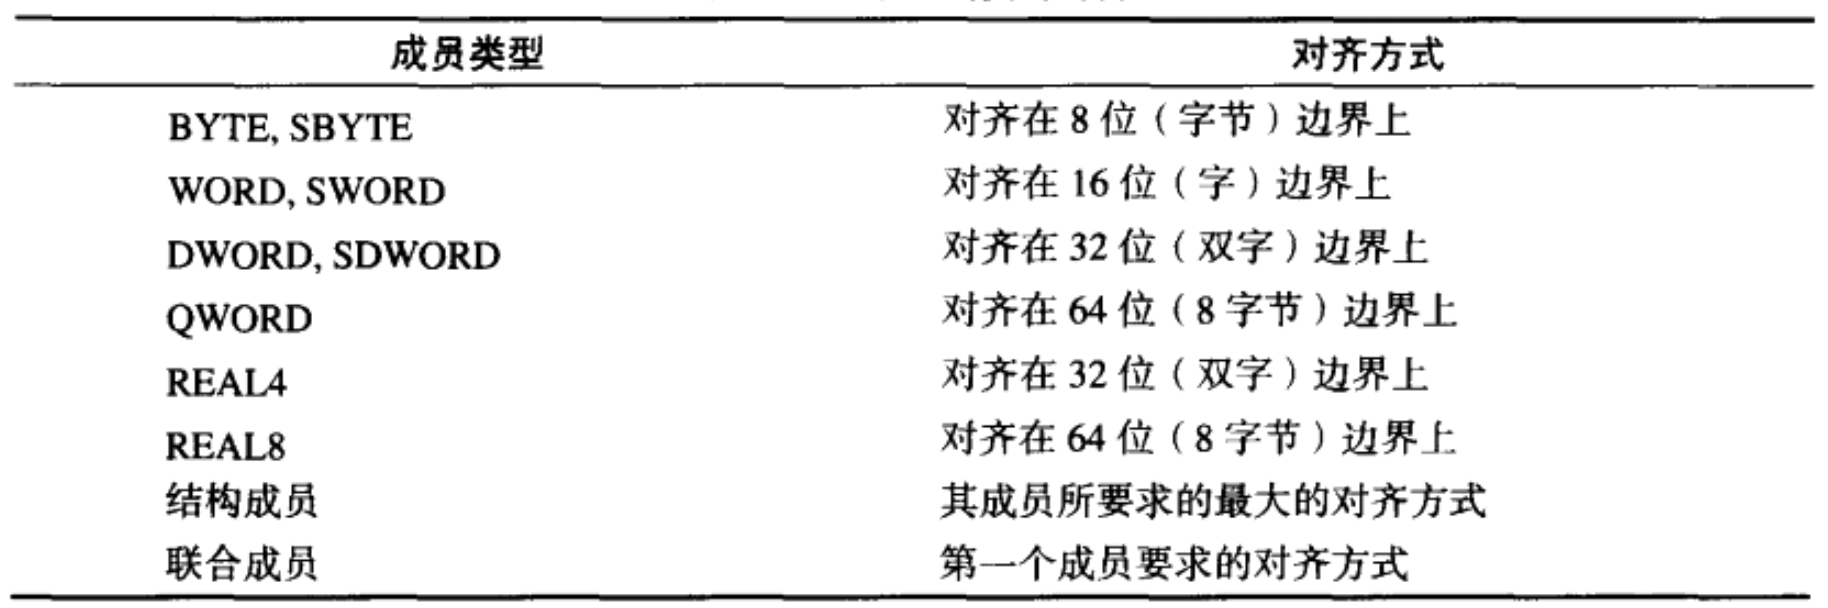 成员类型 对齐方式
BYTE, SBYTE 对齐在 8 位（字节）边界上
WORD, SWORD 对齐在 16 位（字）边界上
DWORD, SDWORD 对齐在 32 位（双字）边界上
QWORD 对齐在 64 位（8 字节）边界上
REAL4 对齐在 32 位（双字）边界上
REAL8 对齐在 64 位（8 字节）边界上
结构成员 其成员所要求的最大的对齐方式
联合成员 第一个成员要求的对齐方式